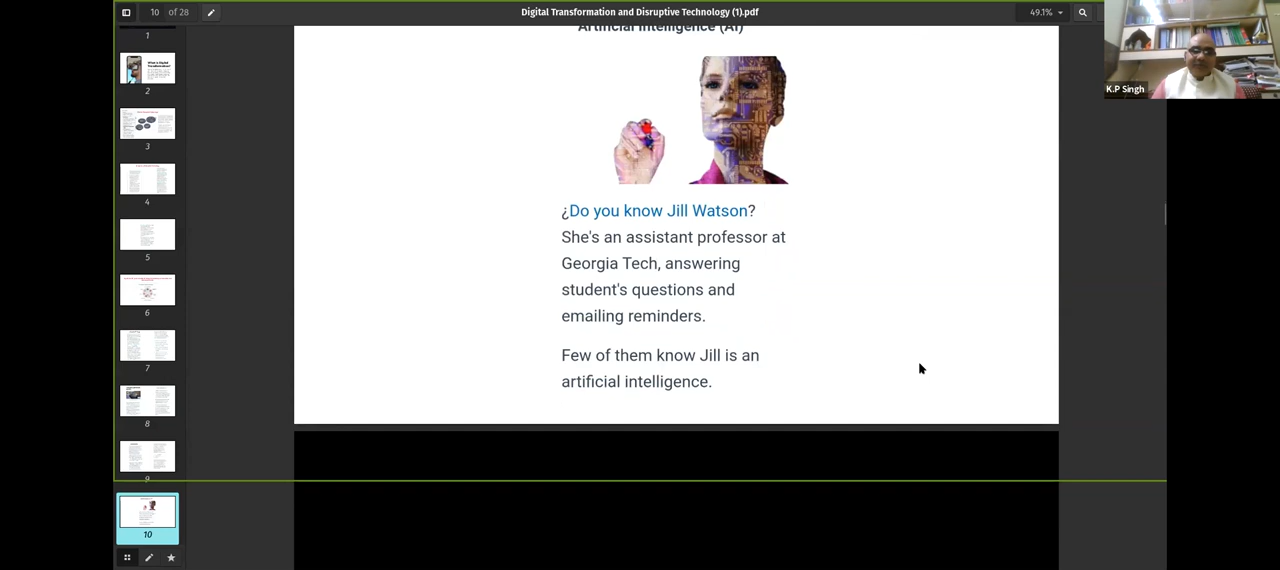 10 of 28
Digital Transformation and Disruptive Technology (1).pdf
49.1%
K.P Singh
Artificial Intelligence (AI)
¿Do you know Jill Watson?
She's an assistant professor at
Georgia Tech, answering
student's questions and
emailing reminders.
Few of them know Jill is an
artificial intelligence.
1
2
3
4
5
6
7
8
9
10